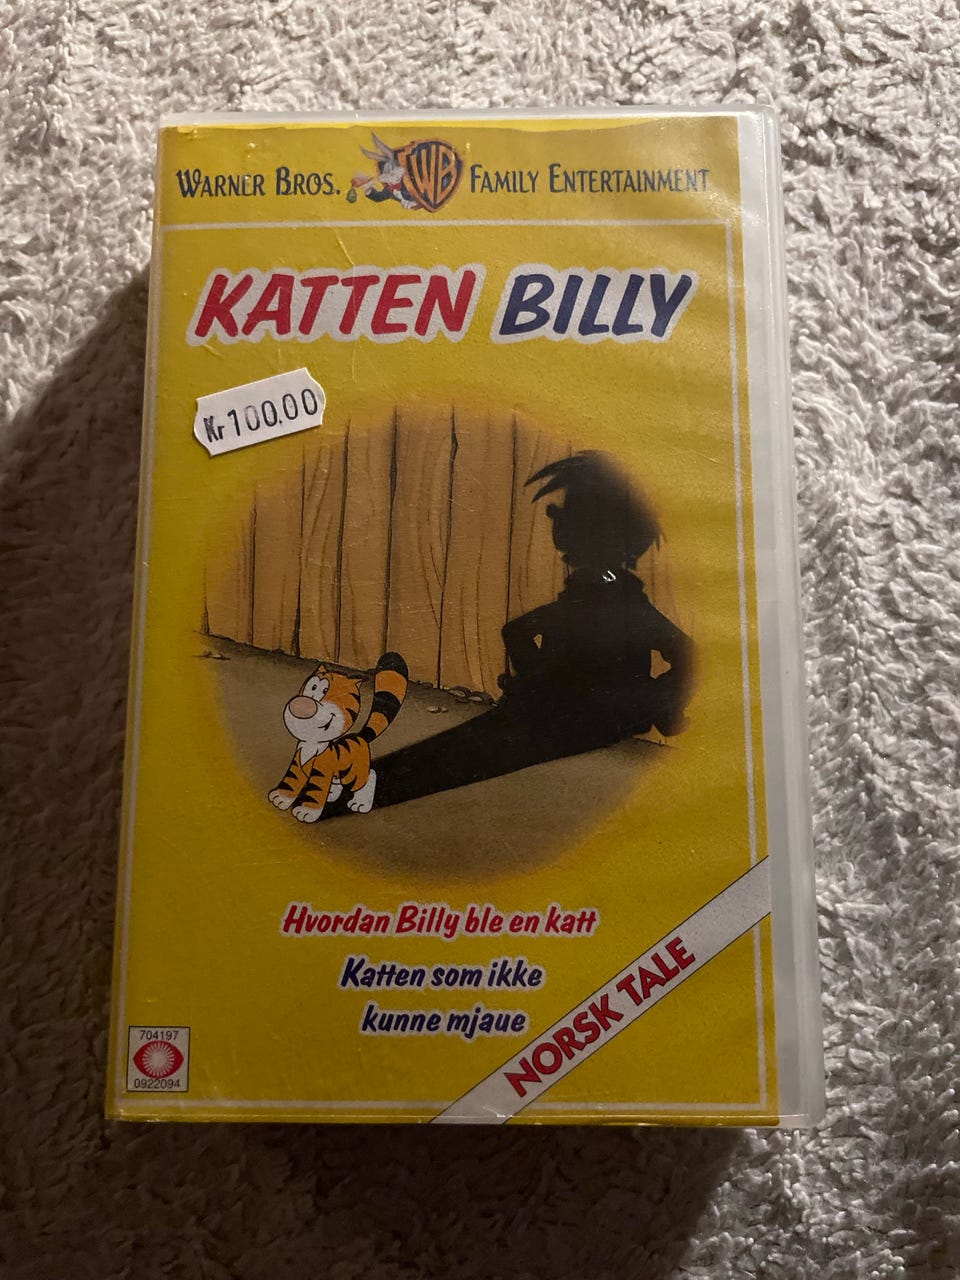 WARNER BROS. WB FAMILY ENTERTAINMENT
KATTEN BILLY
Kr 100,00
Hvordan Billy ble en katt
Katten som ikke
kunne mjaue
NORSK TALE
704197
0922094